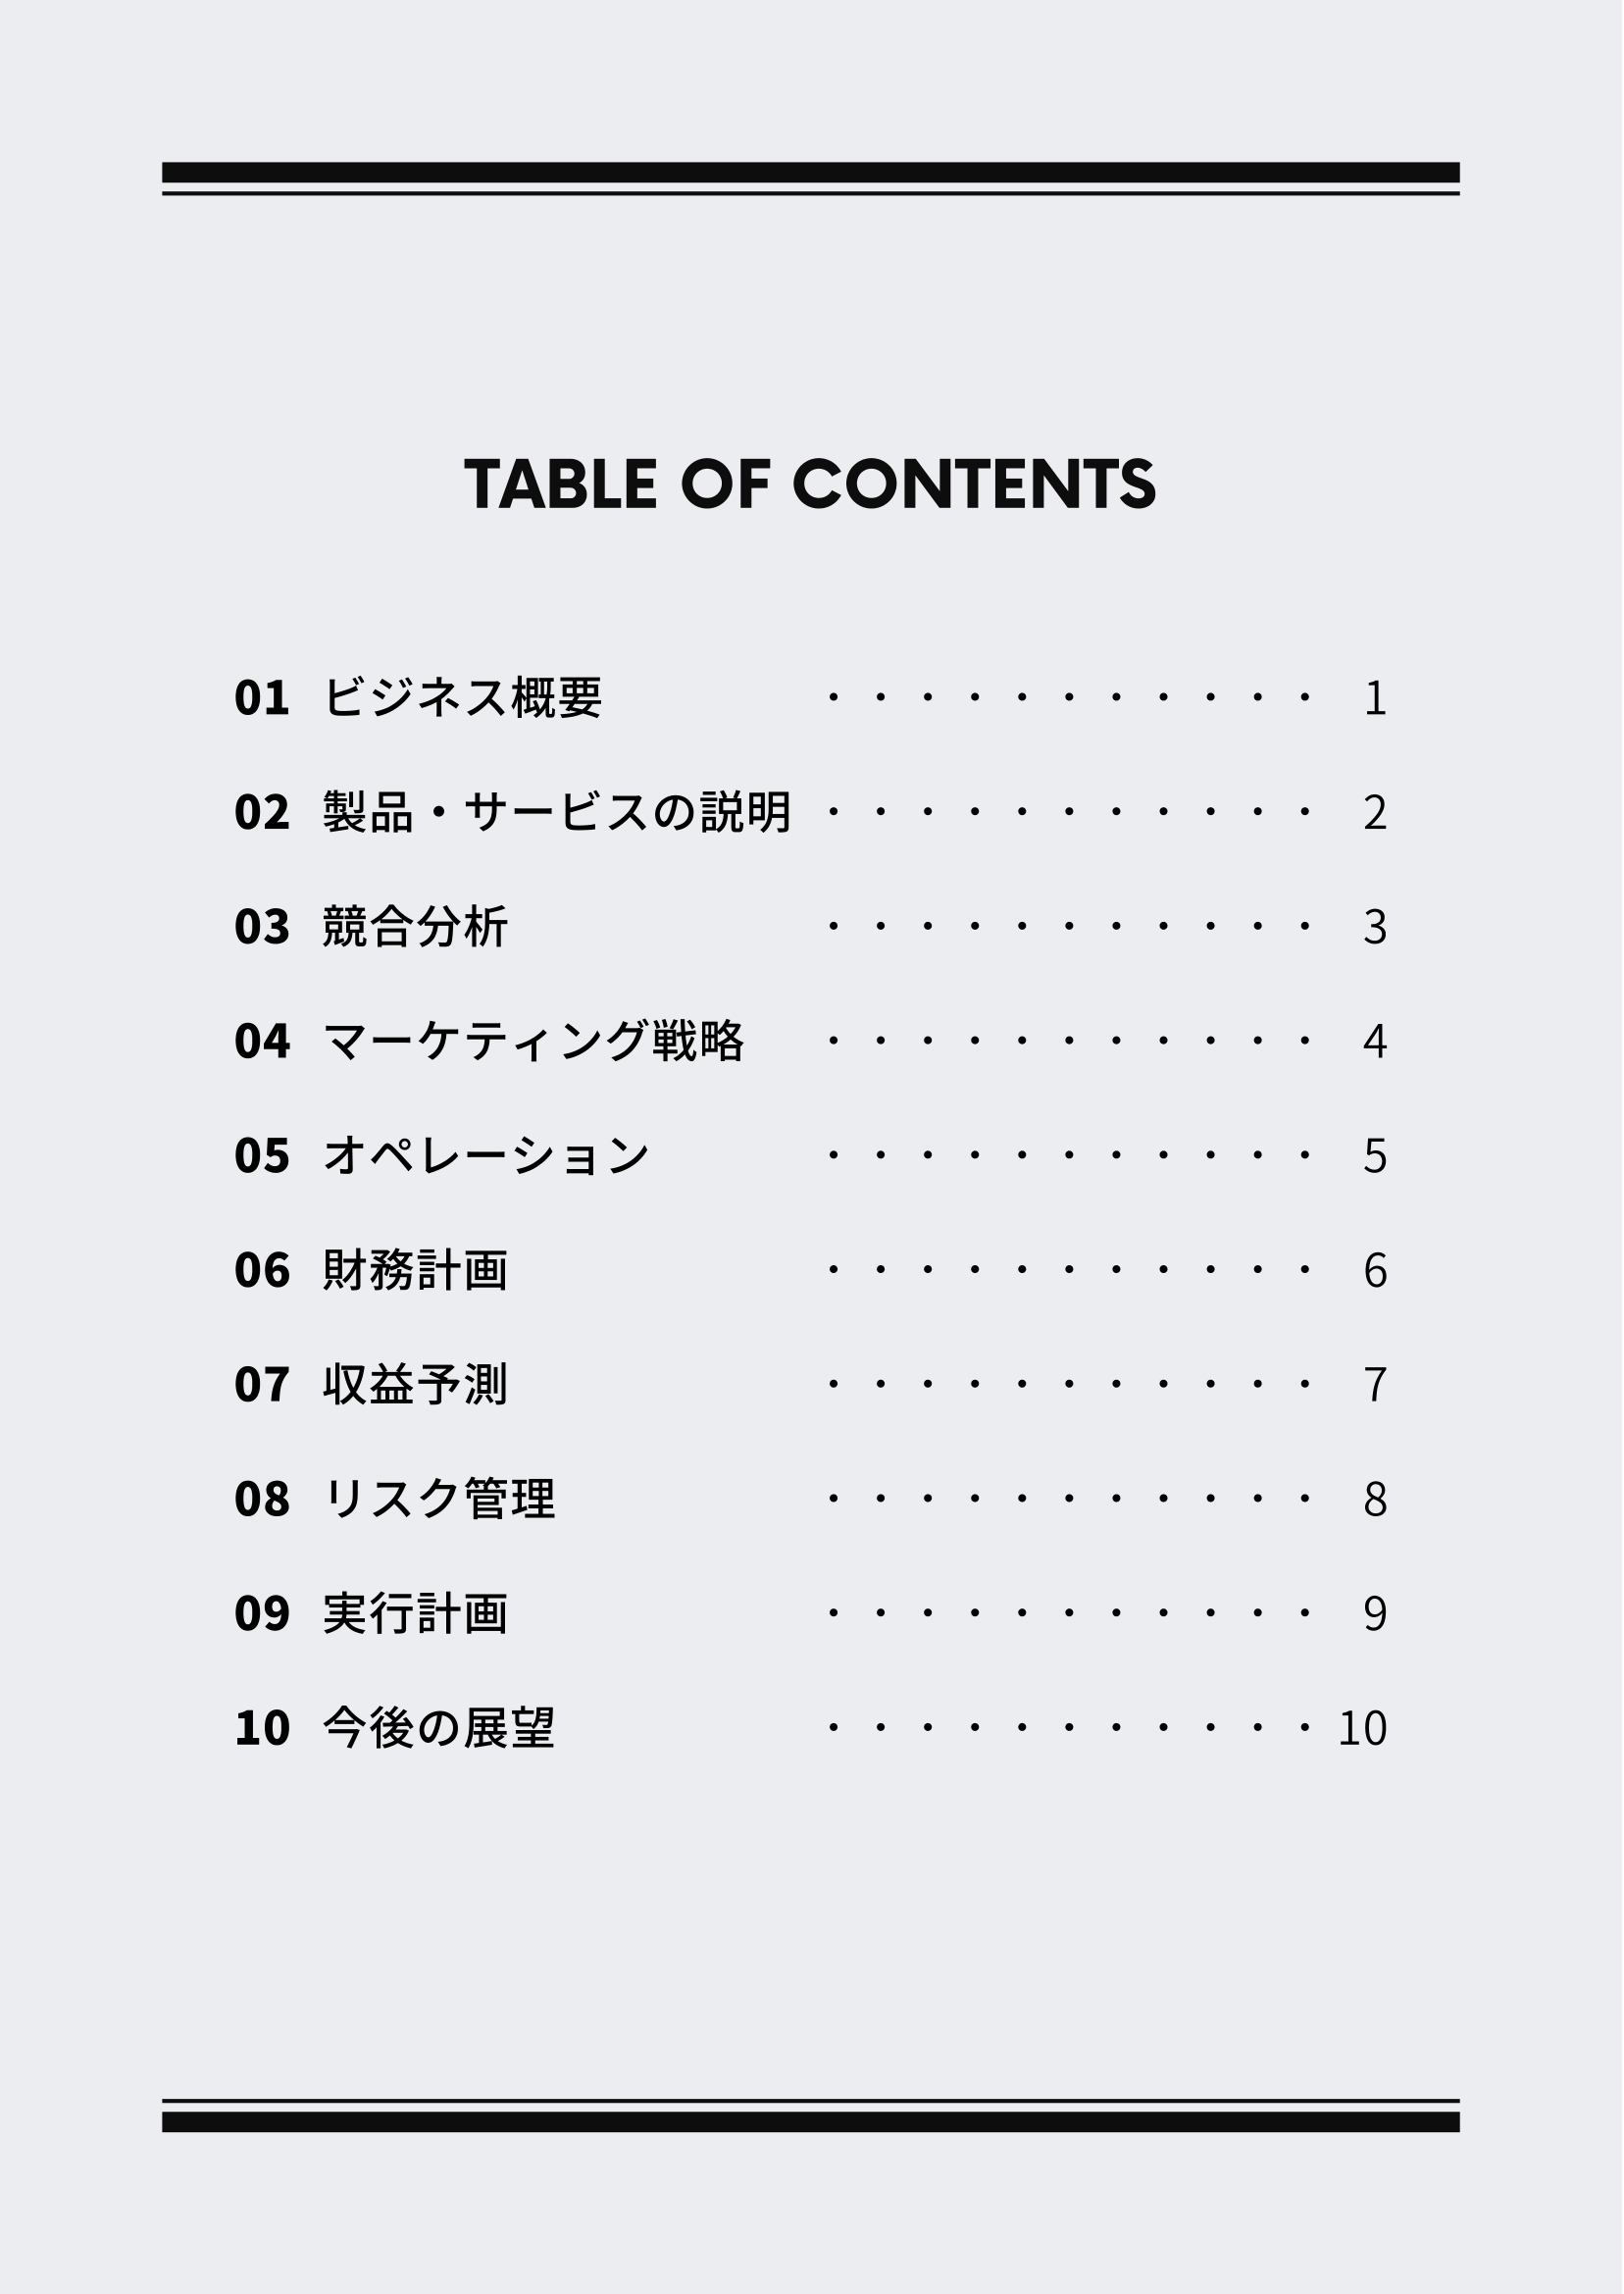 TABLE OF CONTENTS
01 ビジネス概要 ・・・・・・・・・・・ 1
02 製品・サービスの説明 ・・・・・・・・・・・ 2
03 競合分析 ・・・・・・・・・・・ 3
04 マーケティング戦略 ・・・・・・・・・・・ 4
05 オペレーション ・・・・・・・・・・・ 5
06 財務計画 ・・・・・・・・・・・ 6
07 収益予測 ・・・・・・・・・・・ 7
08 リスク管理 ・・・・・・・・・・・ 8
09 実行計画 ・・・・・・・・・・・ 9
10 今後の展望 ・・・・・・・・・・・ 10